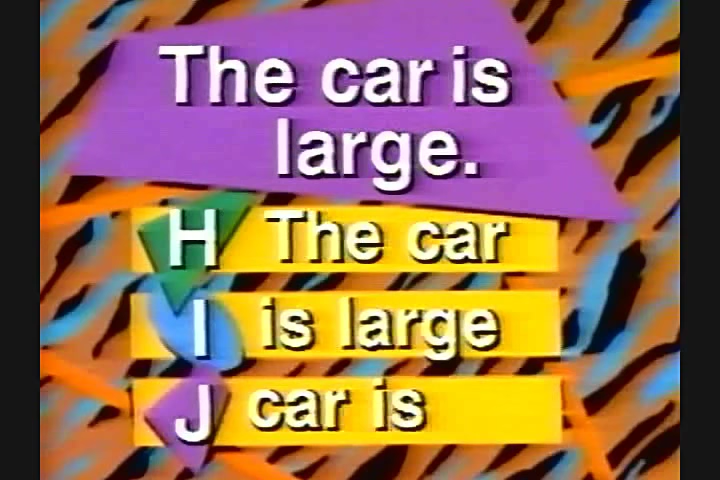 The car is
large.
H The car
I is large
J car is